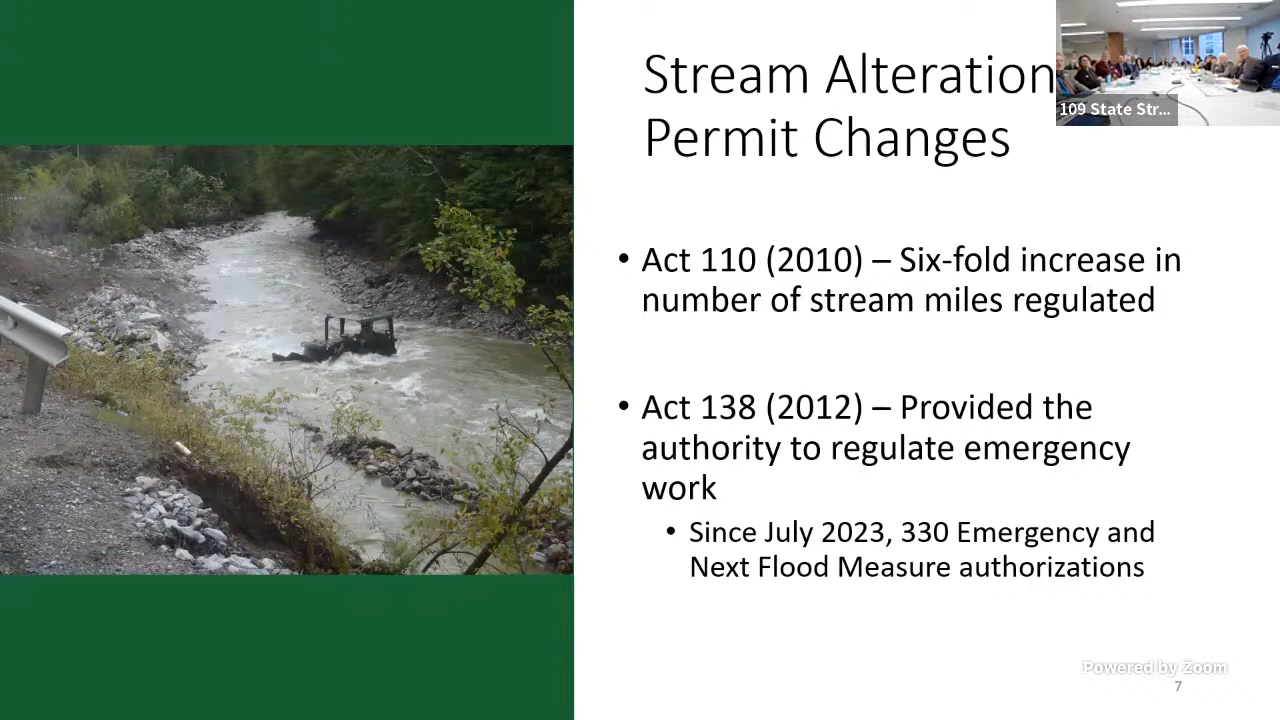 Stream Alteration
Permit Changes
109 State Str...
• Act 110 (2010) – Six-fold increase in
number of stream miles regulated
• Act 138 (2012) – Provided the
authority to regulate emergency
work
• Since July 2023, 330 Emergency and
Next Flood Measure authorizations
Powered by Zoom
7